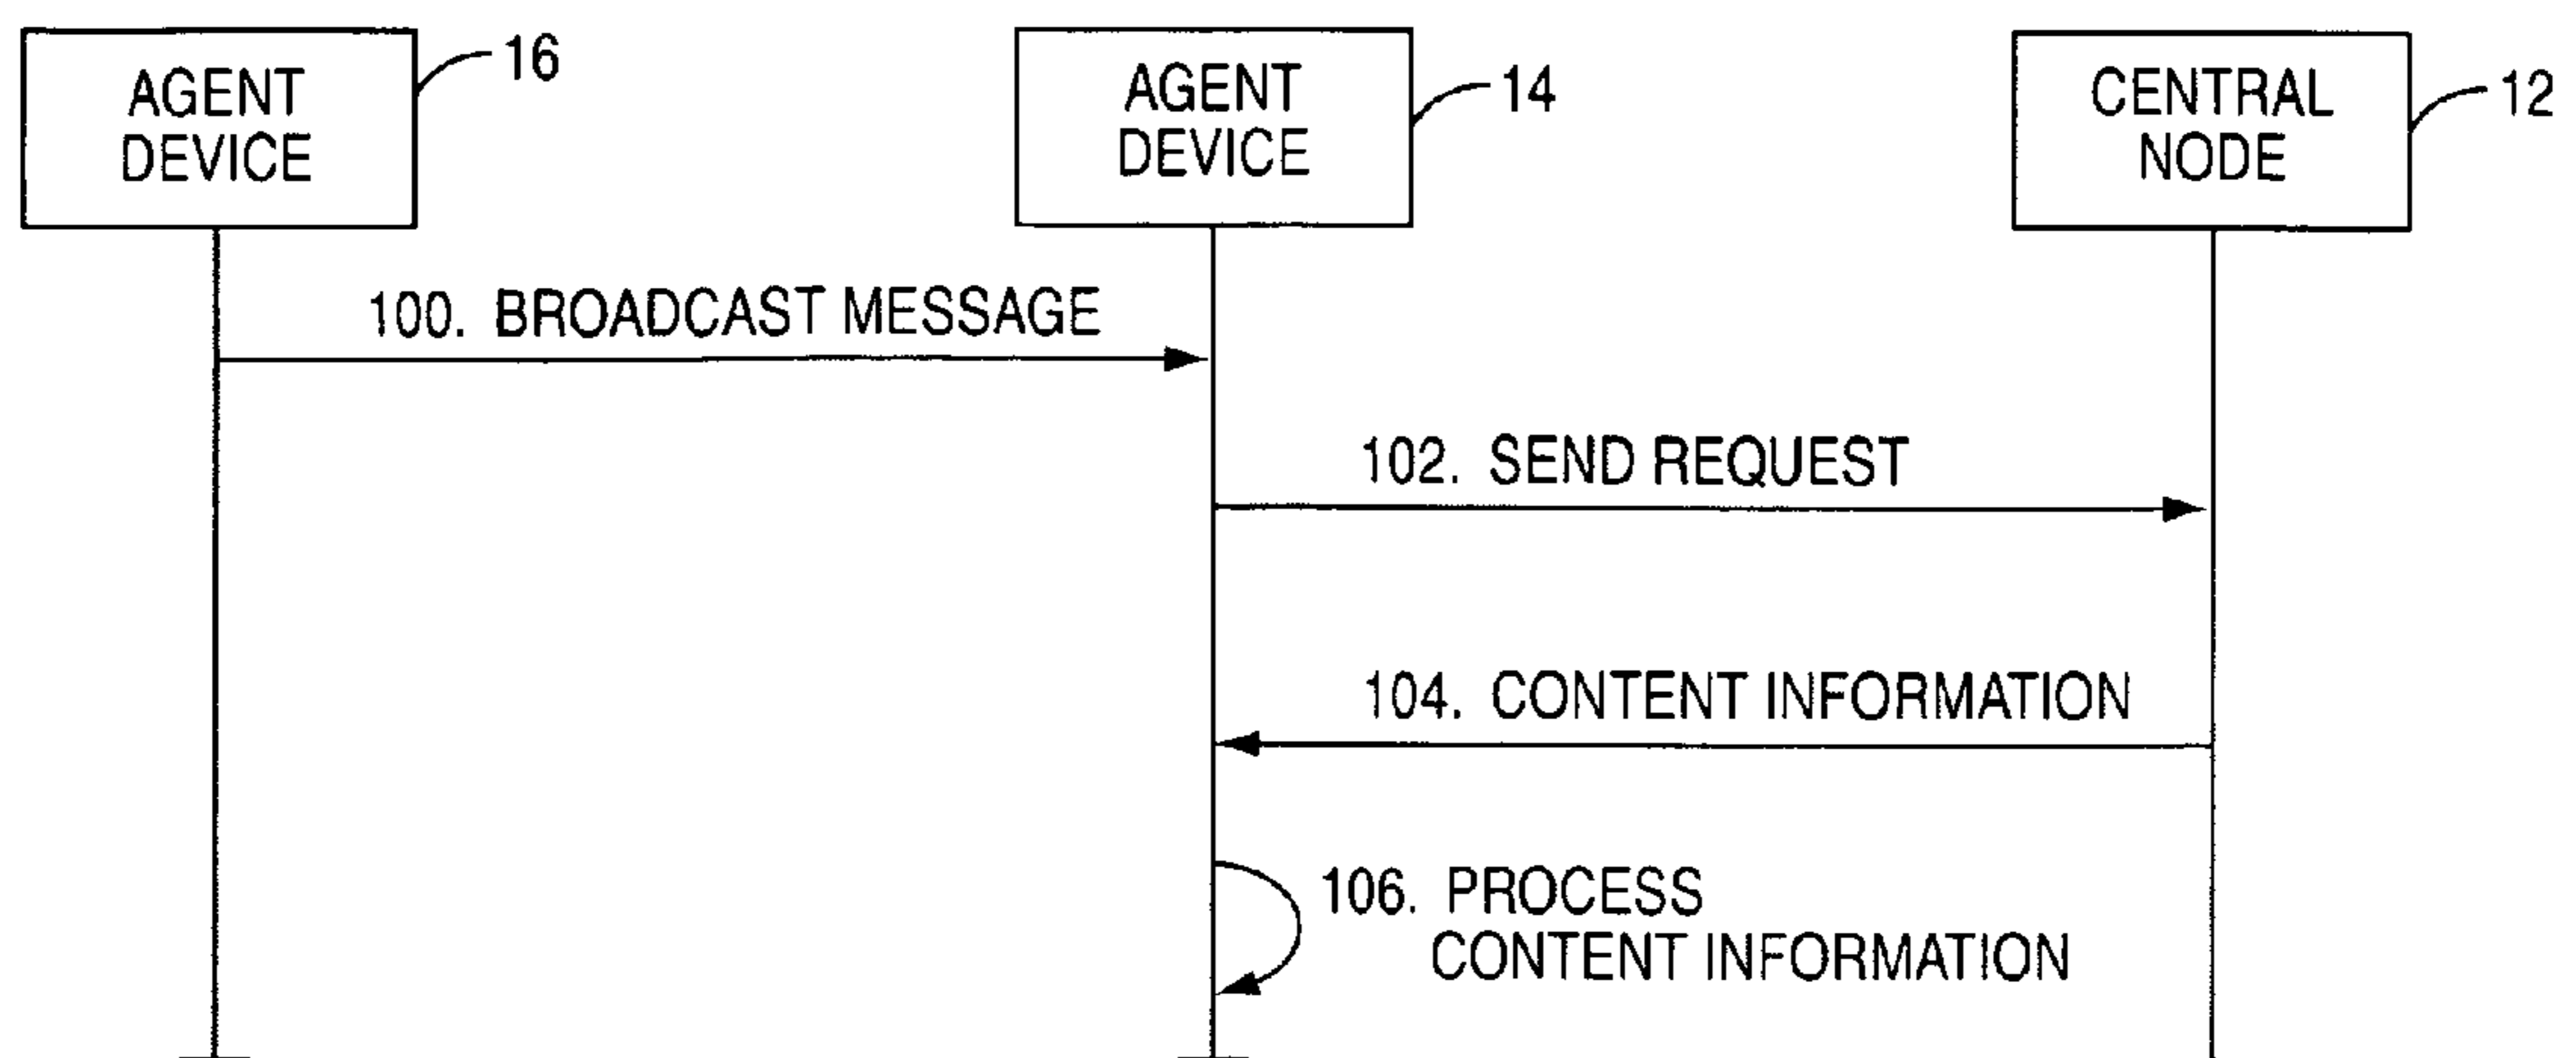 AGENT
DEVICE
16
AGENT
DEVICE
14
CENTRAL
NODE
12
100. BROADCAST MESSAGE
102. SEND REQUEST
104. CONTENT INFORMATION
106. PROCESS
CONTENT INFORMATION